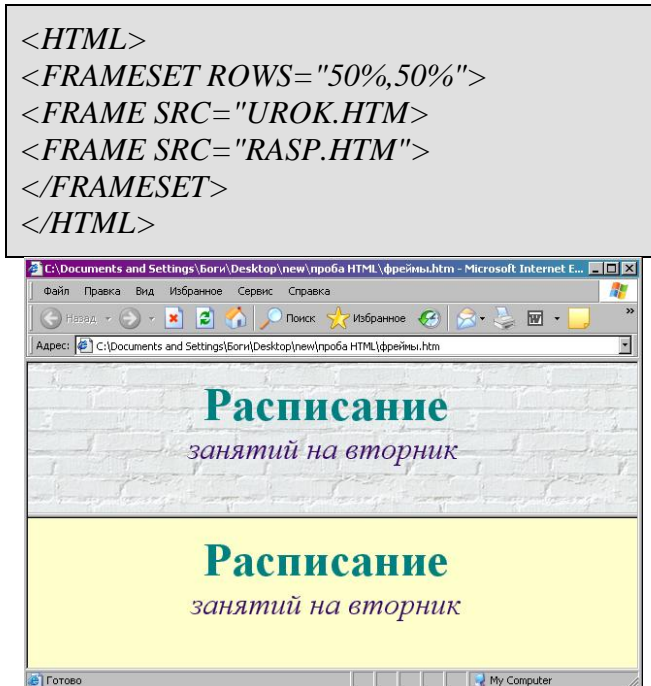 <HTML>
<FRAMESET ROWS="50%,50%">
<FRAME SRC="UROK.HTM>
<FRAME SRC="RASP.HTM">
</FRAMESET>
</HTML>
C:\Documents and Settings\Боги\Desktop\new\проба HTML\фреймы.htm - Microsoft Internet E...
Файл Правка Вид Избранное Сервис Справка
Назад Поиск Избранное »
Адрес: C:\Documents and Settings\Боги\Desktop\new\проба HTML\фреймы.htm
Расписание
занятий на вторник
Расписание
занятий на вторник
Готово My Computer